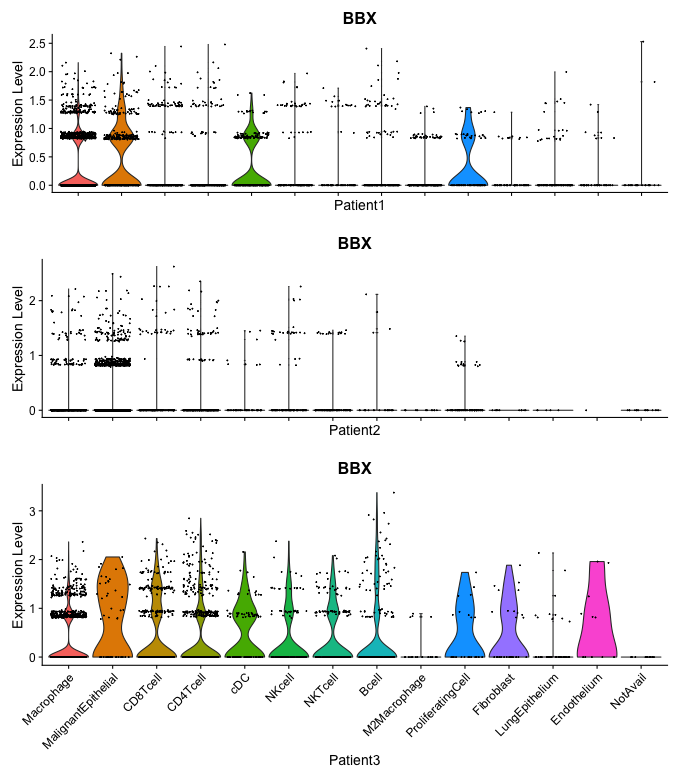 BBX
Expression Level
2.5
2.0
1.5
1.0
0.5
0.0
Patient1
BBX
Expression Level
2
1
0
Patient2
BBX
Expression Level
3
2
1
0
Macrophage
MalignantEpithelial
CD8Tcell
CD4Tcell
cDC
NKcell
NKTcell
Bcell
M2Macrophage
ProliferatingCell
Fibroblast
LungEpithelium
Endothelium
NotAvail
Patient3